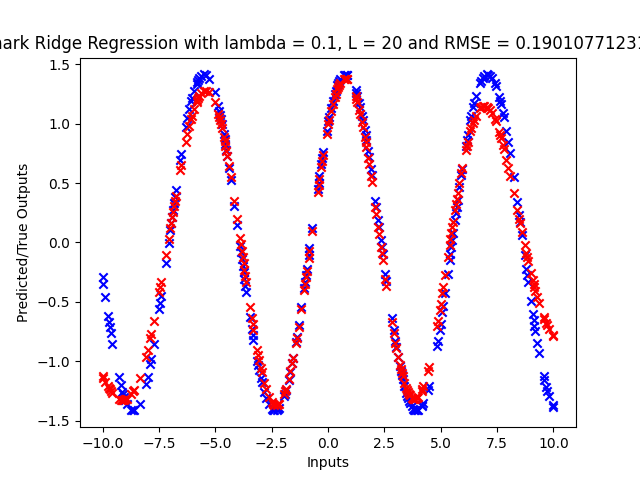 ark Ridge Regression with lambda = 0.1, L = 20 and RMSE = 0.1901077123
Predicted/True Outputs
1.5
1.0
0.5
0.0
−0.5
−1.0
−1.5
−10.0 −7.5 −5.0 −2.5 0.0 2.5 5.0 7.5 10.0
Inputs